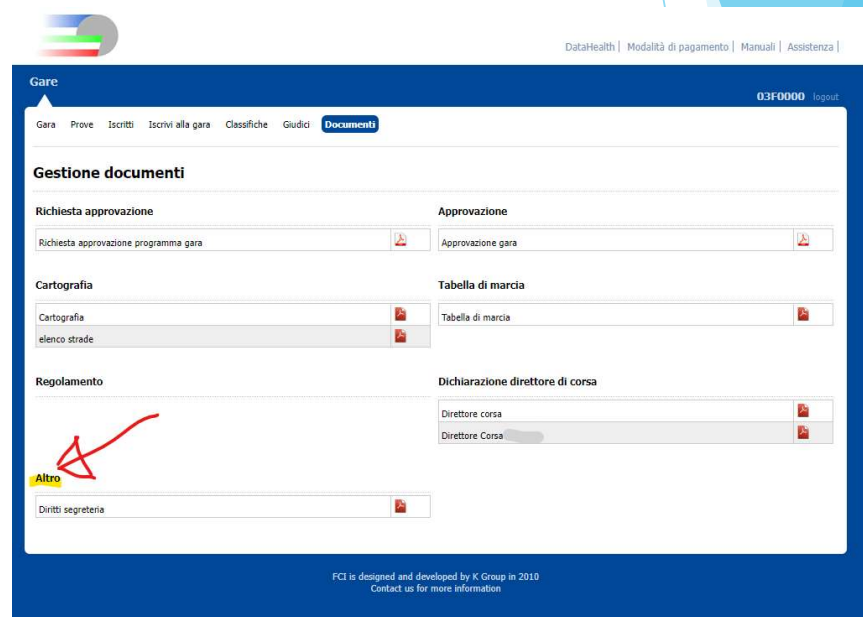 DataHealth | Modalità di pagamento | Manuali | Assistenza |
Gare
03F0000 logout
Gara Prove Iscritti Iscrivi alla gara Classifiche Giudici Documenti
Gestione documenti
Richiesta approvazione
Richiesta approvazione programma gara
Approvazione
Approvazione gara
Cartografia
Cartografia
elenco strade
Tabella di marcia
Tabella di marcia
Regolamento
Dichiarazione direttore di corsa
Direttore corsa
Direttore Corsa
Altro
Diritti segreteria
FCI is designed and developed by K Group in 2010
Contact us for more information